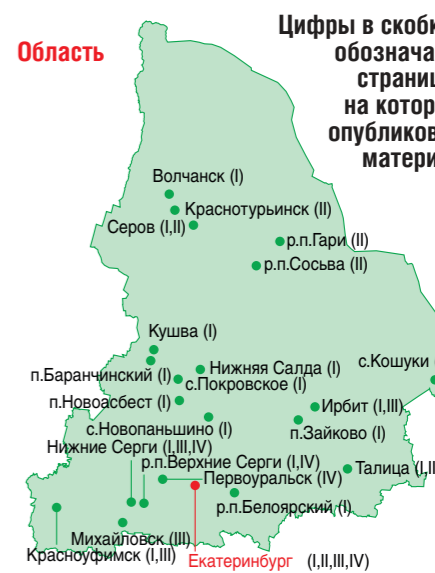 Цифры в скобк
обознача
страниц
на котор
опубликов
матери
Область
Волчанск (I)
Краснотурьинск (II)
Серов (I,II)
р.п.Гари (II)
р.п.Сосьва (II)
Кушва (I)
п.Баранчинский (I)
Нижняя Салда (I)
с.Кошуки
с.Покровское (I)
п.Новоасбест (I)
Ирбит (I,III)
с.Новопаньшино (I)
п.Зайково (I)
Нижние Серги (I,III,IV)
р.п.Верхние Серги (I,IV)
Талица (I,II
Первоуральск (IV)
р.п.Белоярский (I)
Михайловск (III)
Красноуфимск (I,III)
Екатеринбург (I,II,III,IV)